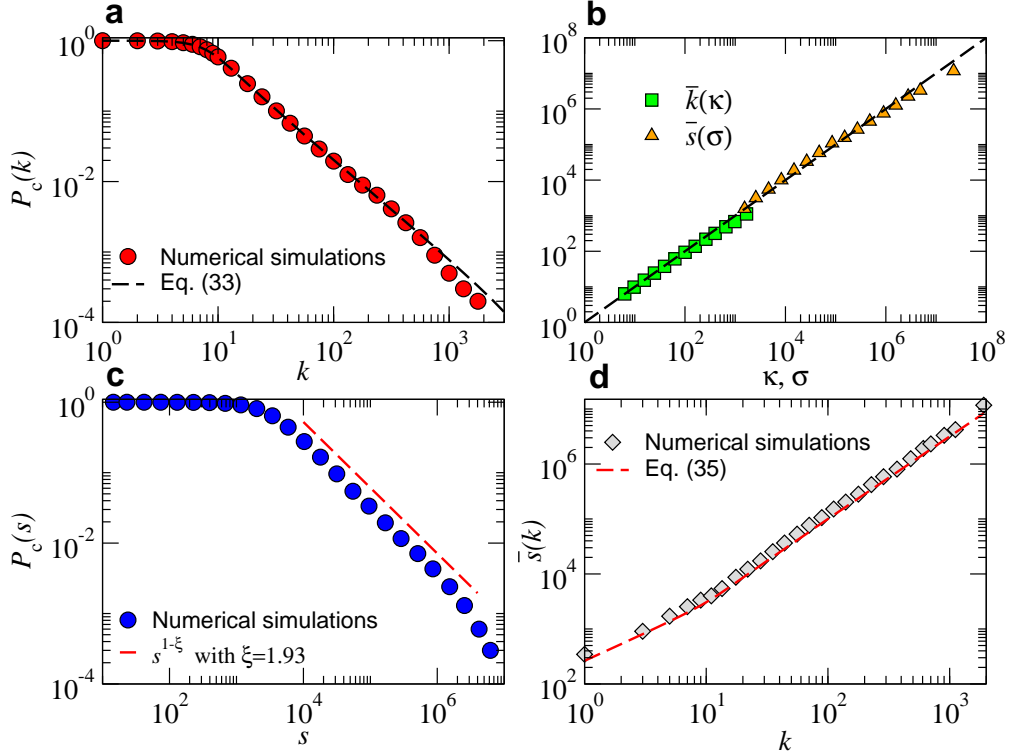 a
10^0
10^-2
10^-4
P_c(k)
Numerical simulations
Eq. (33)
10^0 10^1 10^2 10^3
k
b
10^6
10^4
10^2
10^0
k̄(κ)
s̄(σ)
10^0 10^2 10^4 10^6 10^8
κ, σ
c
10^0
10^-2
10^-4
P_c(s)
Numerical simulations
s^1-ξ with ξ=1.93
10^2 10^4 10^6
s
d
10^6
10^4
10^2
s̄(k)
Numerical simulations
Eq. (35)
10^0 10^1 10^2 10^3
k